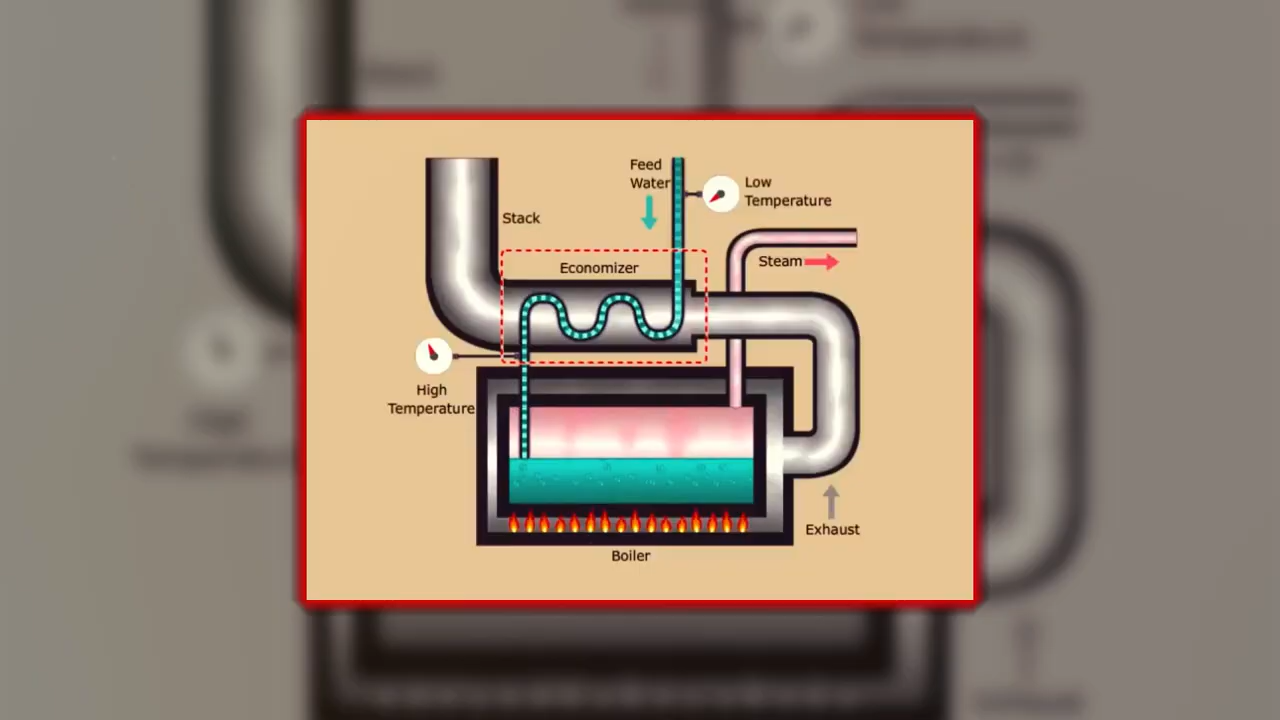 Feed
Water
Low
Temperature
Stack
Steam
Economizer
High
Temperature
Exhaust
Boiler